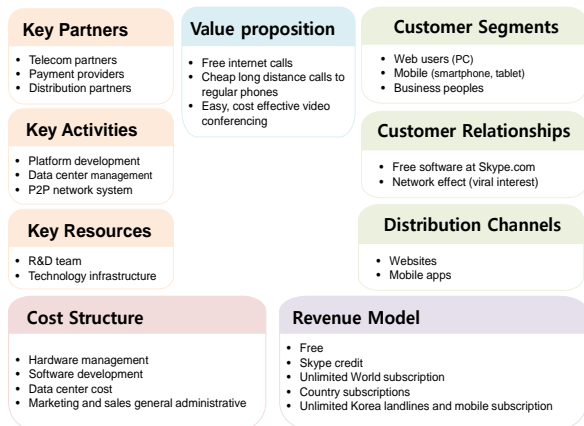 Key Partners
• Telecom partners
• Payment providers
• Distribution partners
Key Activities
• Platform development
• Data center management
• P2P network system
Key Resources
• R&D team
• Technology infrastructure
Value proposition
• Free internet calls
• Cheap long distance calls to
regular phones
• Easy, cost effective video
conferencing
Customer Segments
• Web users (PC)
• Mobile (smartphone, tablet)
• Business peoples
Customer Relationships
• Free software at Skype.com
• Network effect (viral interest)
Distribution Channels
• Websites
• Mobile apps
Cost Structure
• Hardware management
• Software development
• Data center cost
• Marketing and sales general administrative
Revenue Model
• Free
• Skype credit
• Unlimited World subscription
• Country subscriptions
• Unlimited Korea landlines and mobile subscription